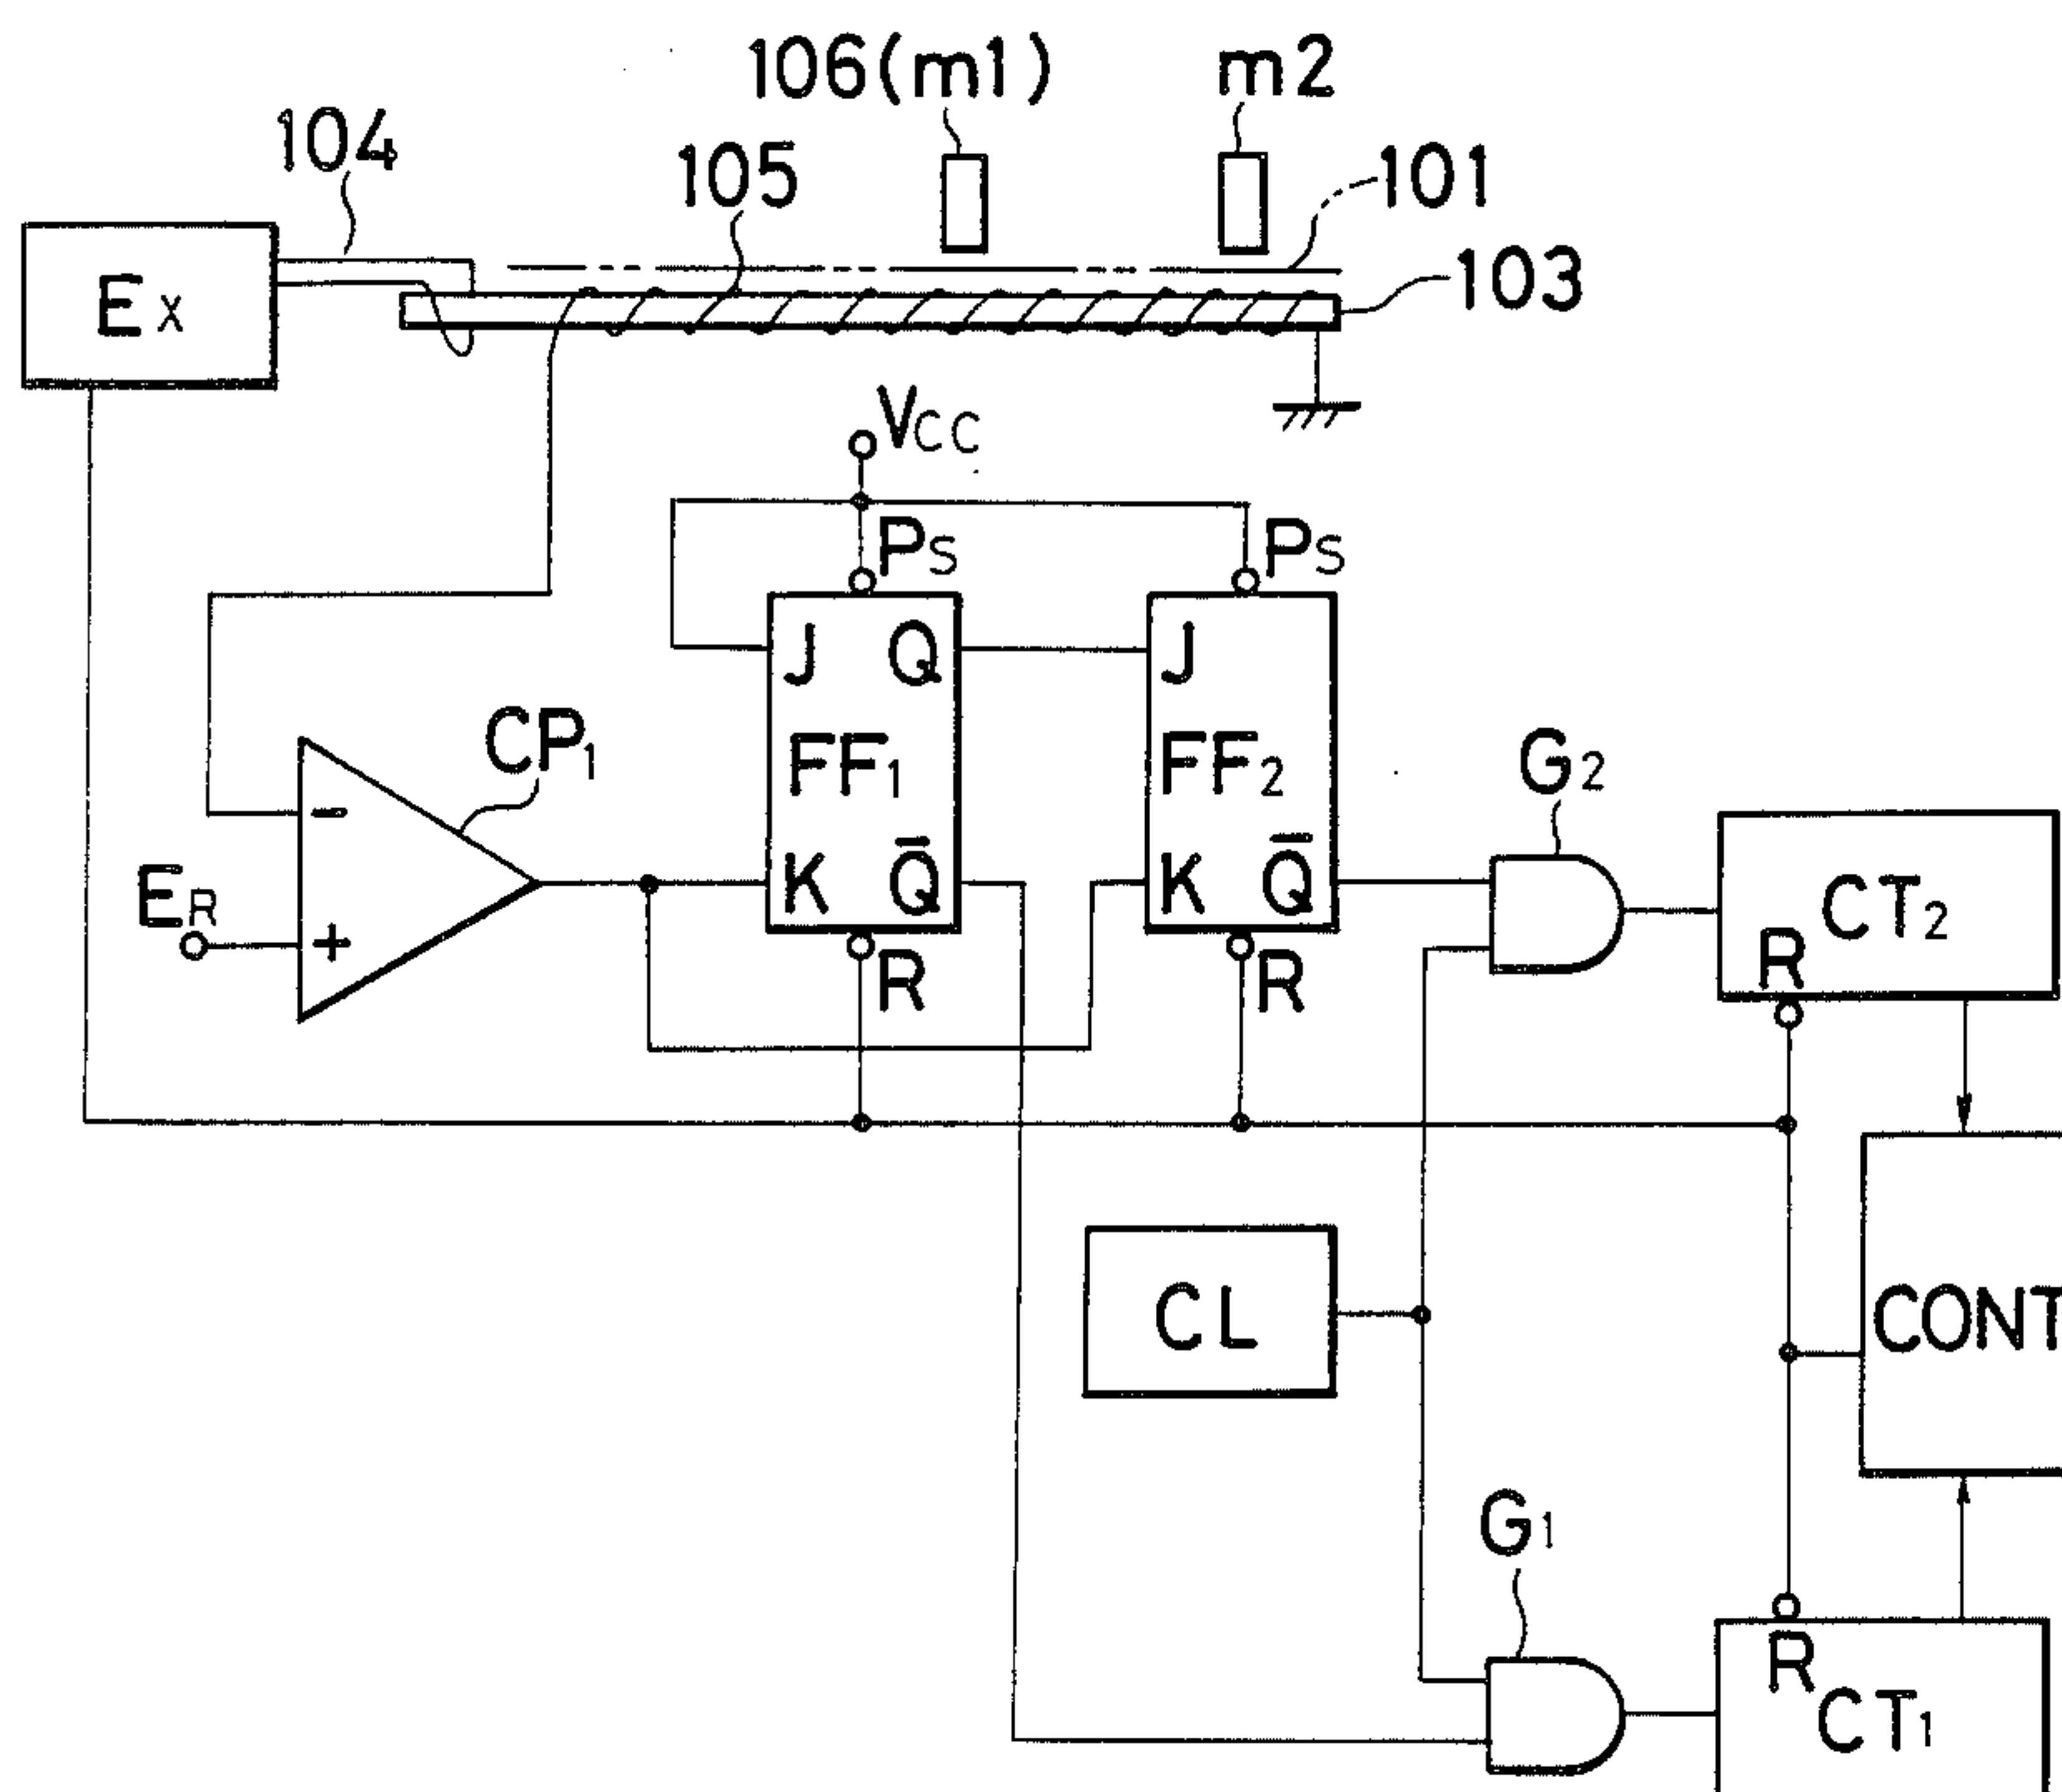 106(m1)
m2
104
105
101
103
Ex
VCC
PS
PS
J Q
J
FF1
FF2
CP1
G2
K Q̅
K Q̅
ER
-
+
R
R
CT2
R
CL
CONT
G1
R
CT1